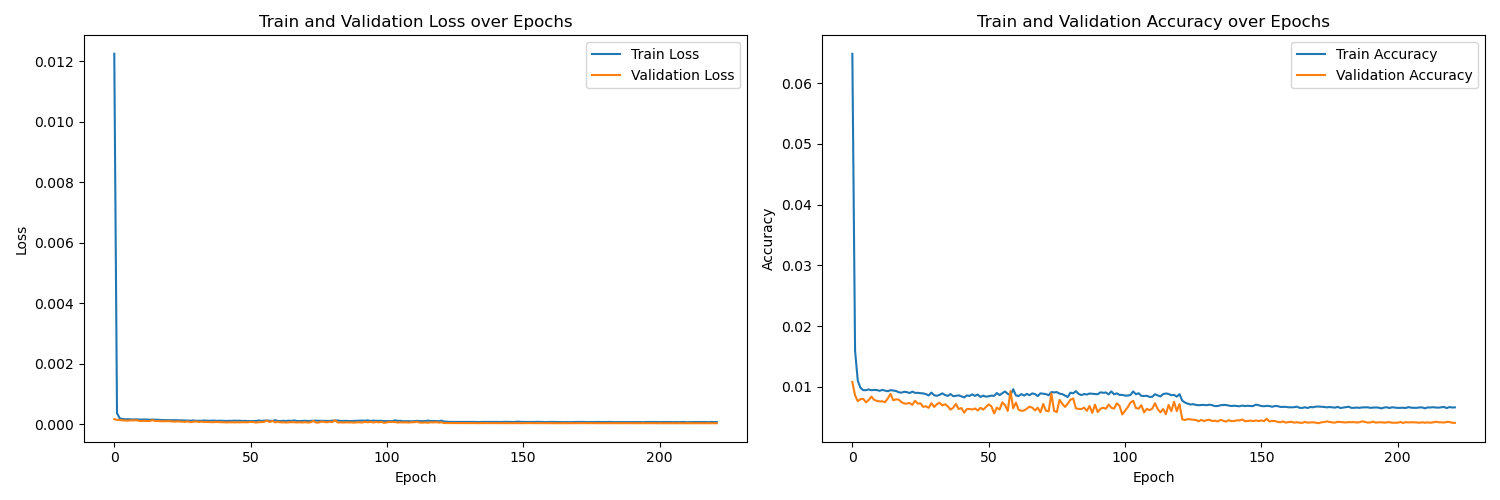 Train and Validation Loss over Epochs
Train Loss
Validation Loss
0.012
0.010
0.008
0.006
0.004
0.002
0.000
Loss
0
50
100
150
200
Epoch
Train and Validation Accuracy over Epochs
Train Accuracy
Validation Accuracy
0.06
0.05
0.04
0.03
0.02
0.01
Accuracy
0
50
100
150
200
Epoch